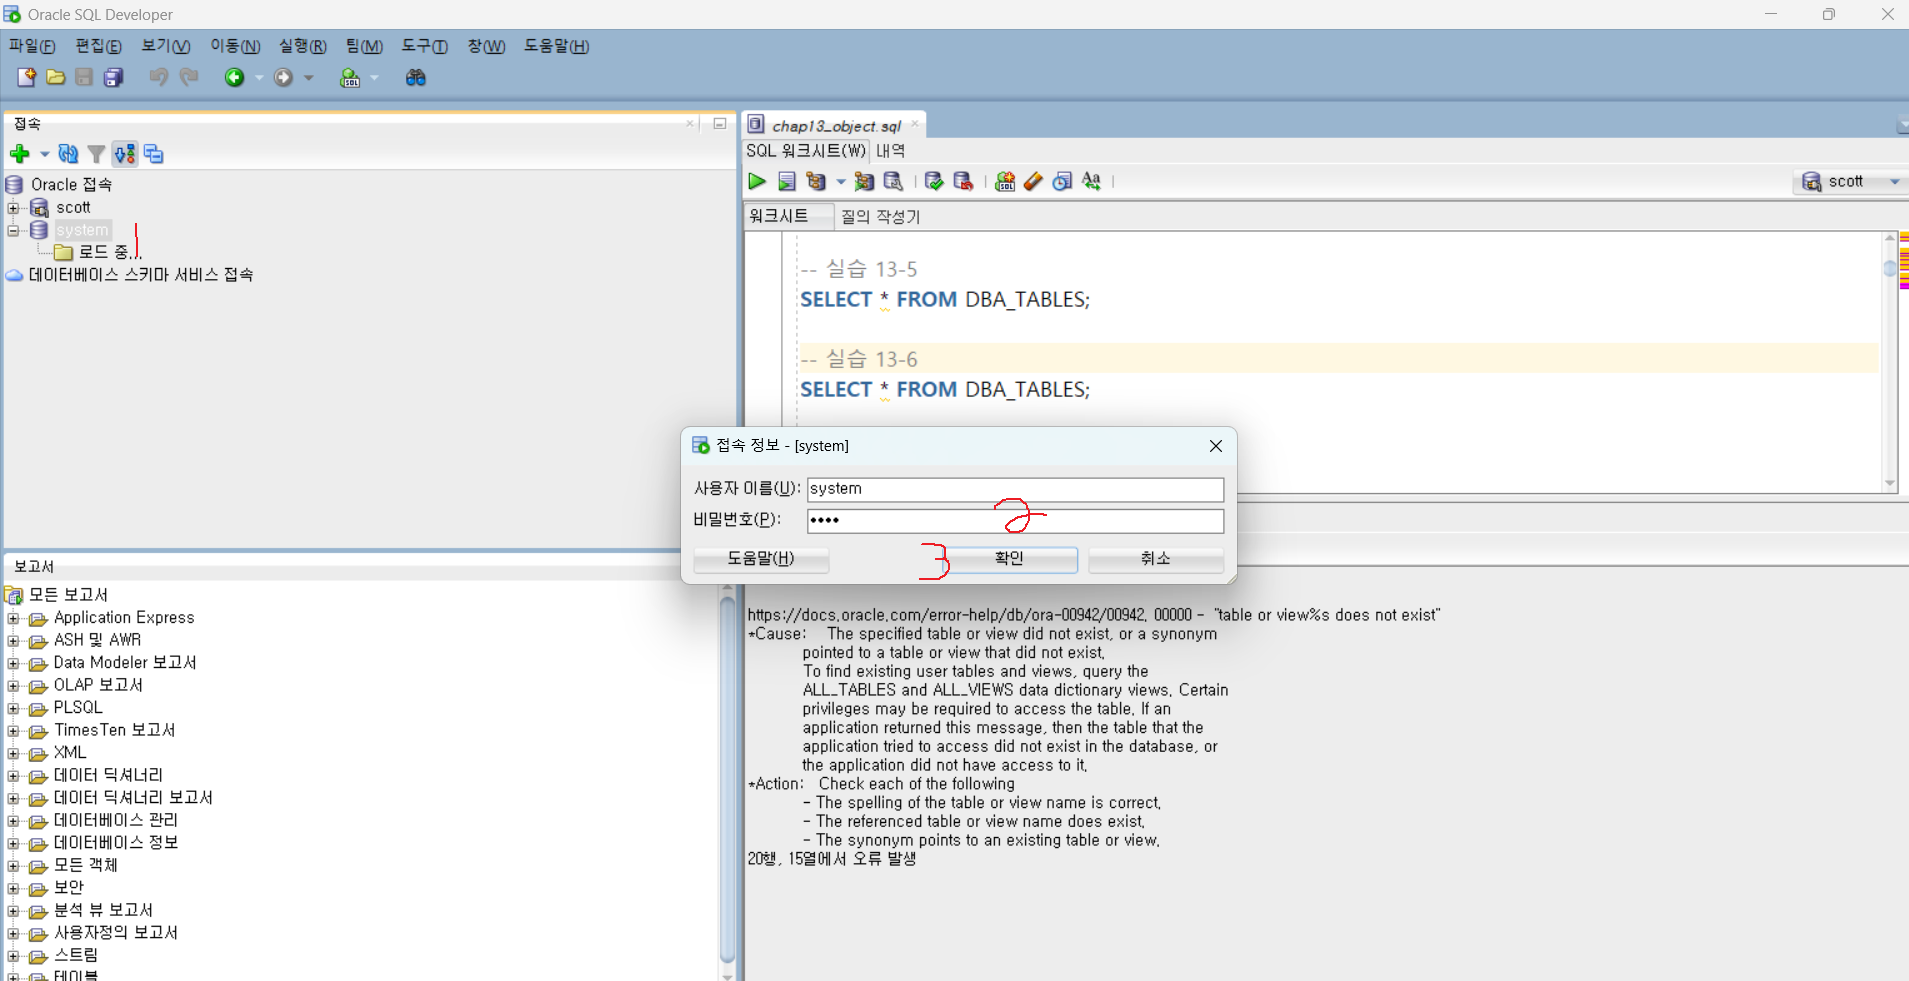 Oracle SQL Developer
파일(F) 편집(E) 보기(V) 이동(N) 실행(R) 팀(M) 도구(T) 창(W) 도움말(H)
접속
Oracle 접속
scott
system
로드 중...
데이터베이스 스키마 서비스 접속
1
chap13_object.sql
SQL 워크시트(W) 내역
scott
워크시트 질의 작성기
-- 실습 13-5
SELECT * FROM DBA_TABLES;
-- 실습 13-6
SELECT * FROM DBA_TABLES;
접속 정보 - [system]
사용자 이름(U): system
비밀번호(P): ••••
2
도움말(H) 3 확인 취소
보고서
모든 보고서
Application Express
ASH 및 AWR
Data Modeler 보고서
OLAP 보고서
PLSQL
TimesTen 보고서
XML
데이터 딕셔너리
데이터 딕셔너리 보고서
데이터베이스 관리
데이터베이스 정보
모든 객체
보안
분석 뷰 보고서
사용자정의 보고서
스트림
테이블
https://docs.oracle.com/error-help/db/ora-00942/00942. 00000 - "table or view%s does not exist"
*Cause: The specified table or view did not exist, or a synonym
pointed to a table or view that did not exist.
To find existing user tables and views, query the
ALL_TABLES and ALL_VIEWS data dictionary views. Certain
privileges may be required to access the table. If an
application returned this message, then the table that the
application tried to access did not exist in the database, or
the application did not have access to it.
*Action: Check each of the following
- The spelling of the table or view name is correct.
- The referenced table or view name does exist.
- The synonym points to an existing table or view.
20행, 15열에서 오류 발생